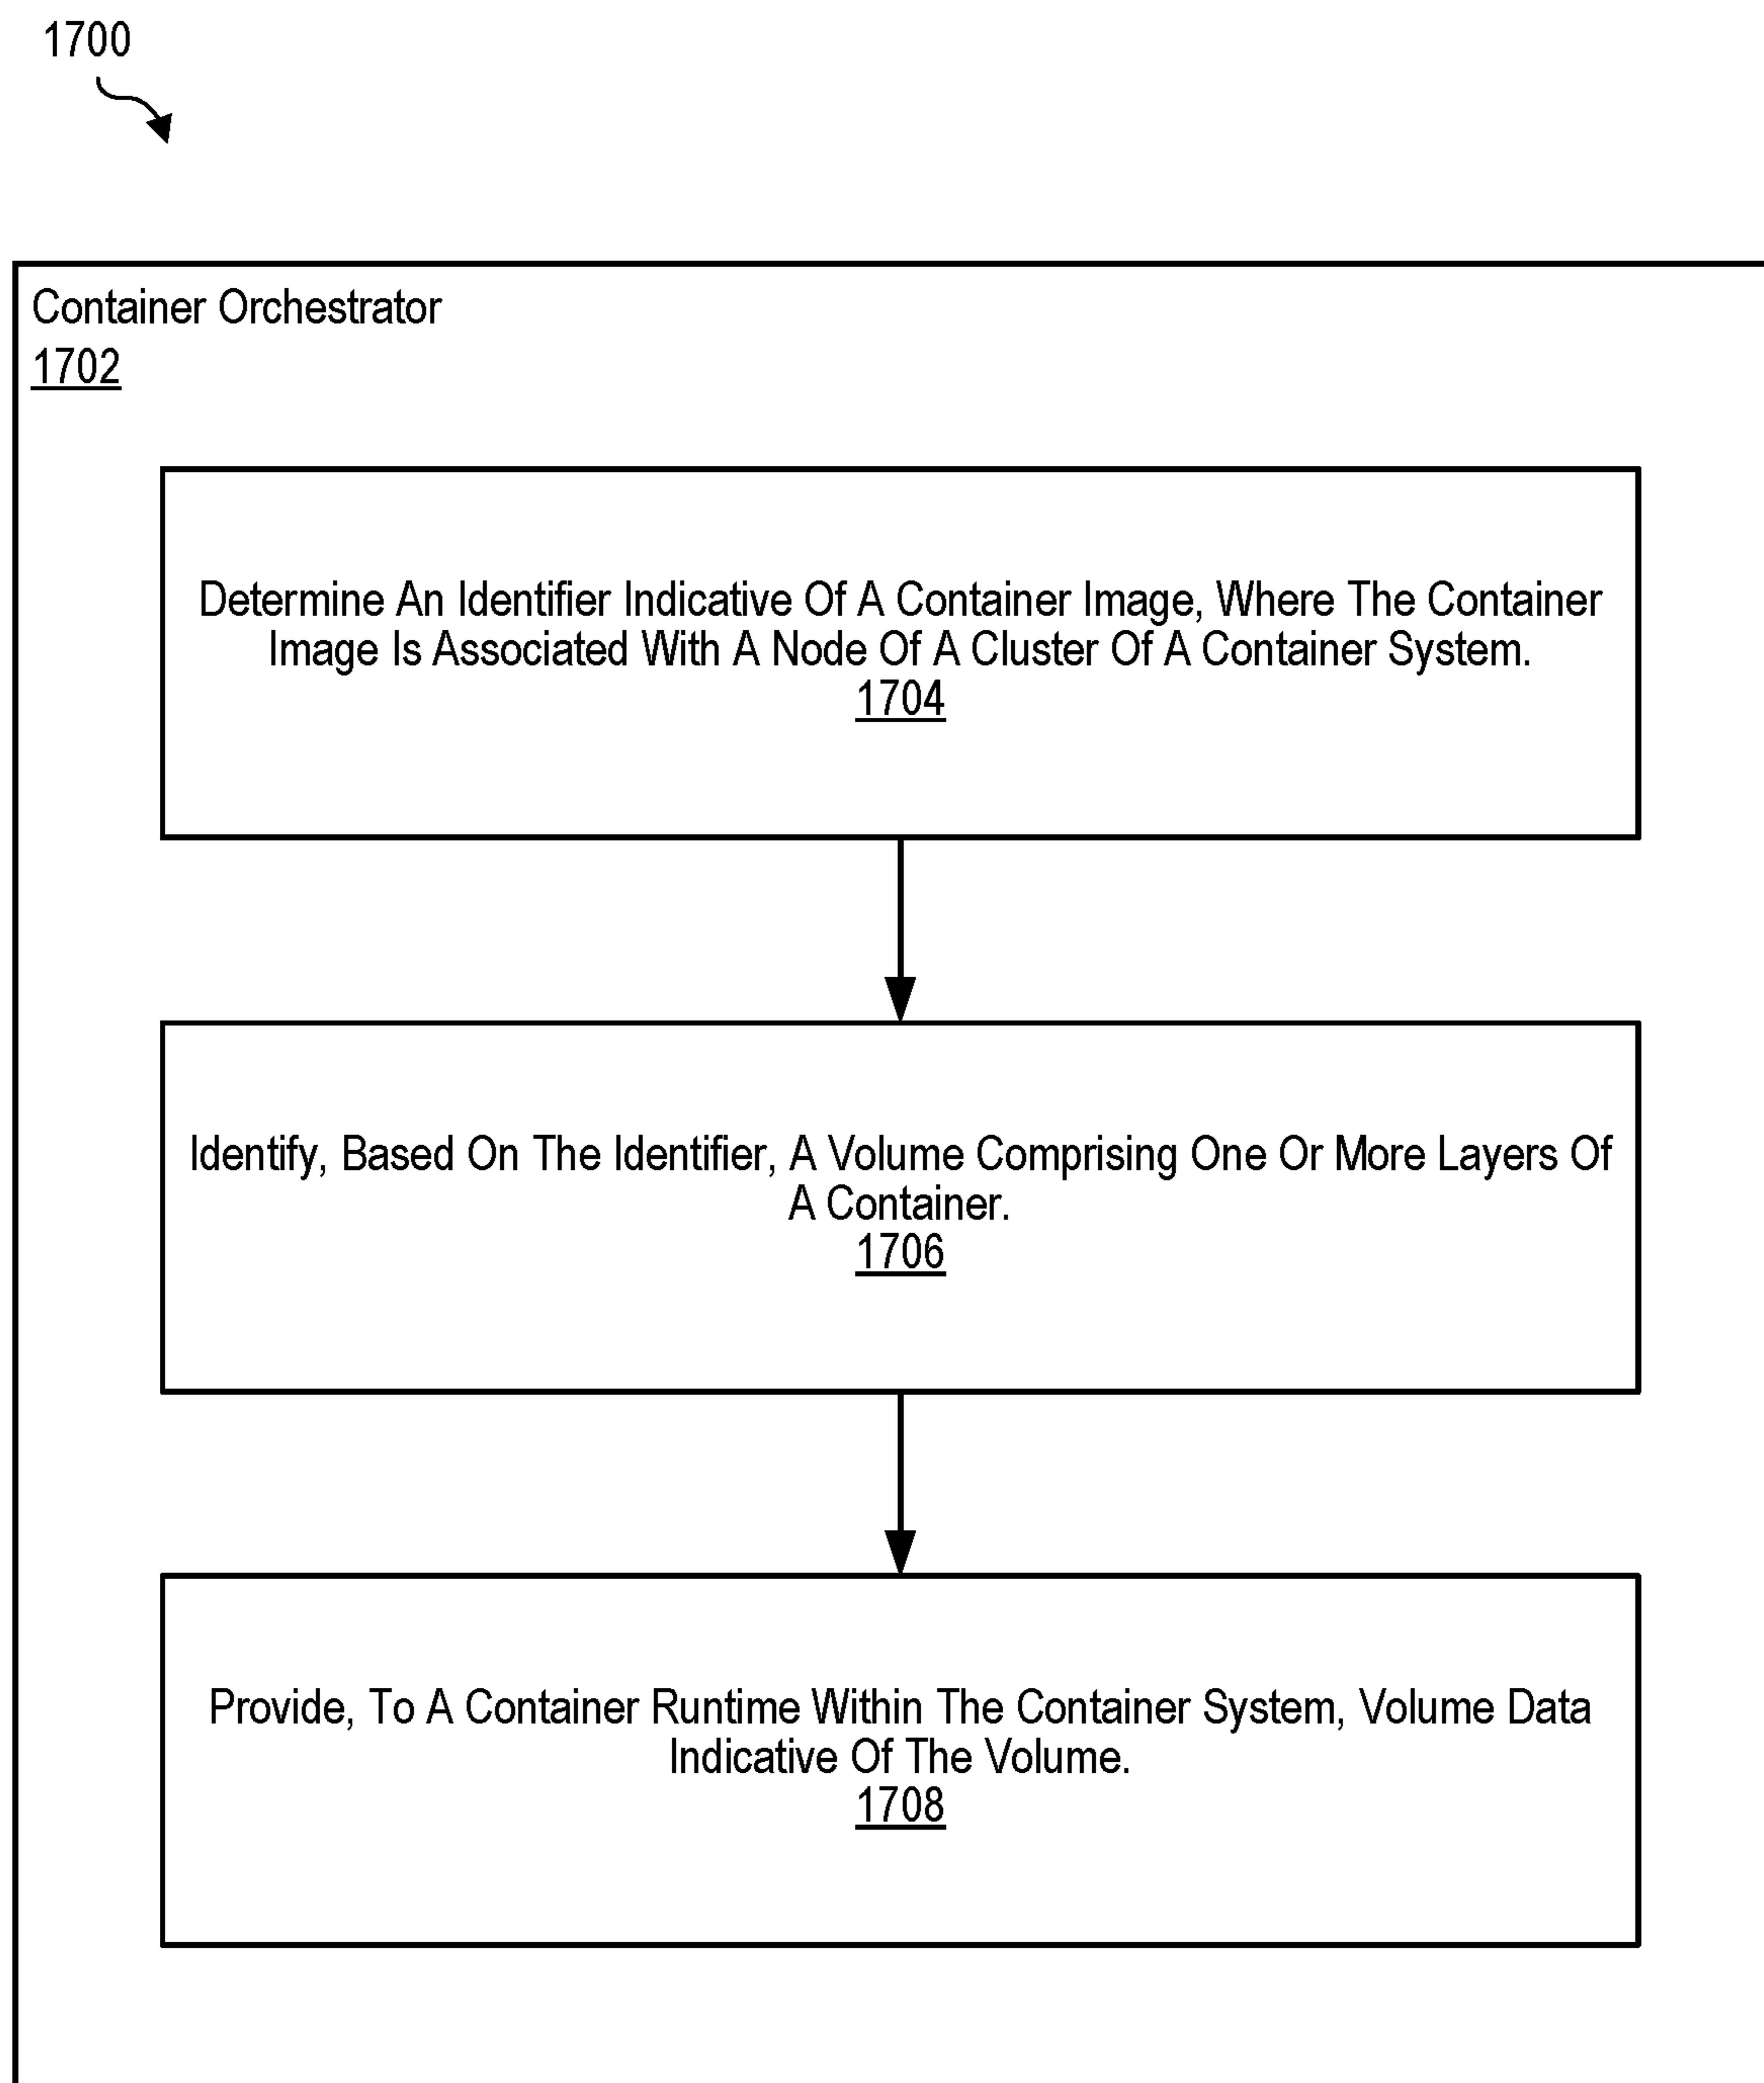 1700
Container Orchestrator
1702
Determine An Identifier Indicative Of A Container Image, Where The Container
Image Is Associated With A Node Of A Cluster Of A Container System.
1704
Identify, Based On The Identifier, A Volume Comprising One Or More Layers Of
A Container.
1706
Provide, To A Container Runtime Within The Container System, Volume Data
Indicative Of The Volume.
1708